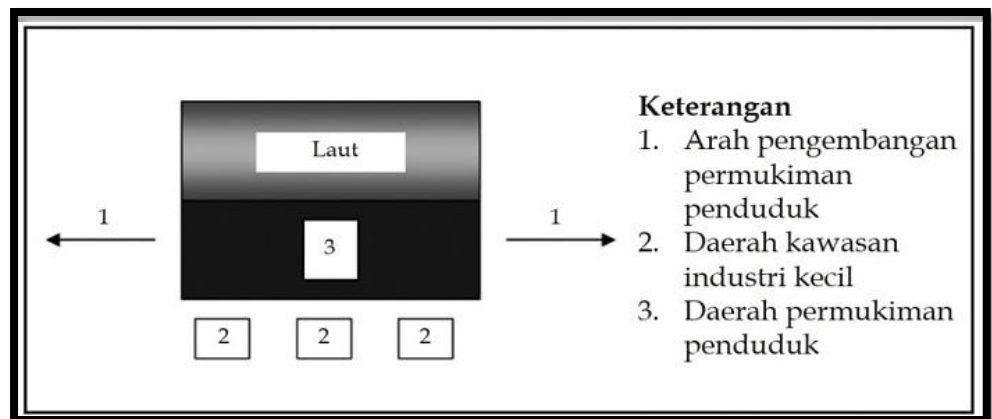 Laut
1
3
1
2
2
2
Keterangan
1. Arah pengembangan
permukiman
penduduk
2. Daerah kawasan
industri kecil
3. Daerah permukiman
penduduk